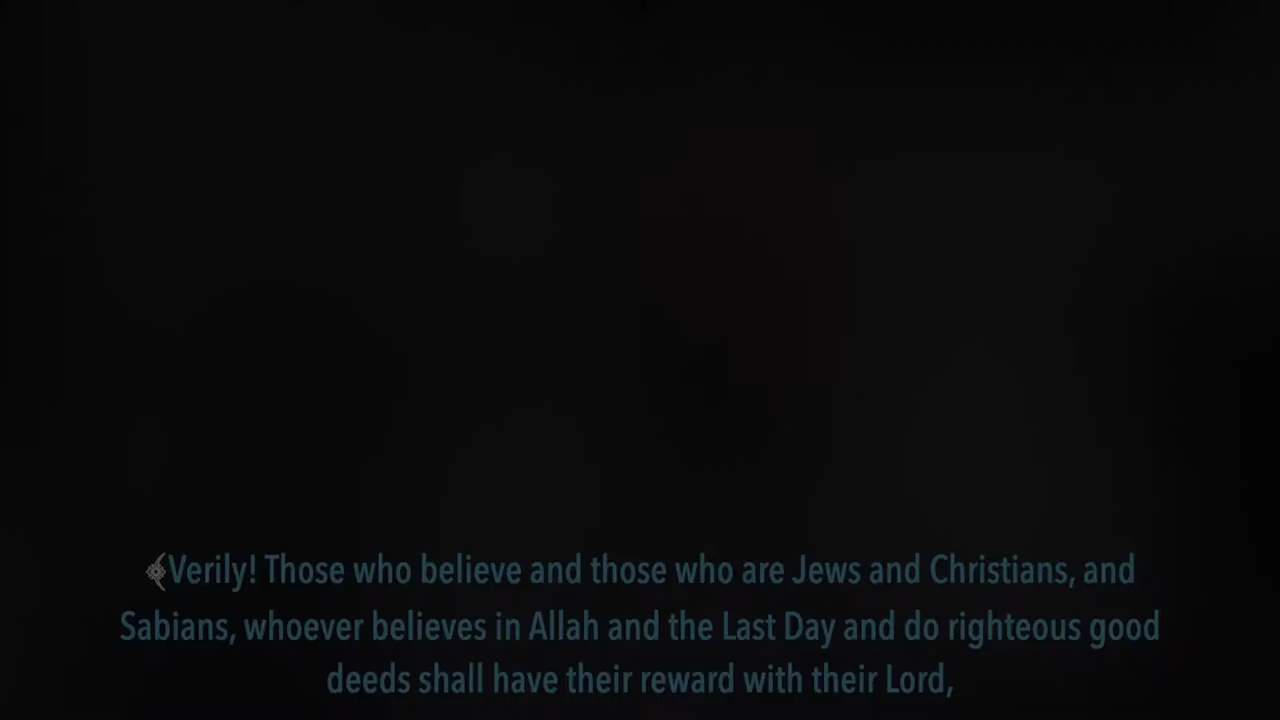 ﴾Verily! Those who believe and those who are Jews and Christians, and
Sabians, whoever believes in Allah and the Last Day and do righteous good
deeds shall have their reward with their Lord,